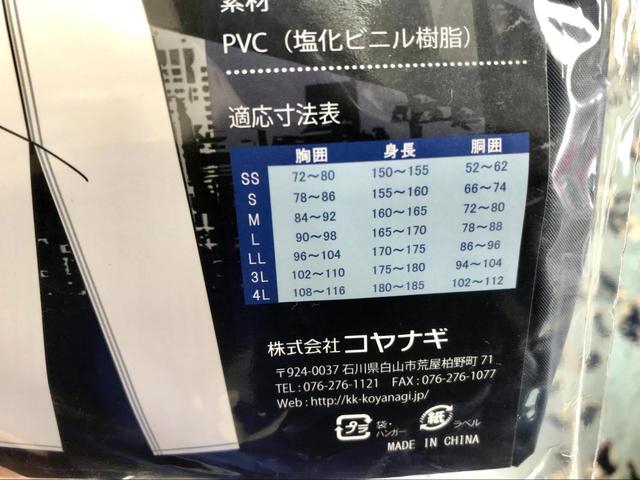 素材
PVC（塩化ビニル樹脂）
適応寸法表
胸囲 身長 胴囲
SS 72〜80 150〜155 52〜62
S 78〜86 155〜160 66〜74
M 84〜92 160〜165 72〜80
L 90〜98 165〜170 78〜88
LL 96〜104 170〜175 86〜96
3L 102〜110 175〜180 94〜104
4L 108〜116 180〜185 102〜112
株式会社 コヤナギ
〒924-0037 石川県白山市荒屋柏野町 71
TEL : 076-276-1121 FAX : 076-276-1077
Web : http://kk-koyanagi.jp/
プラ 袋・ハンガー 紙 ラベル
MADE IN CHINA